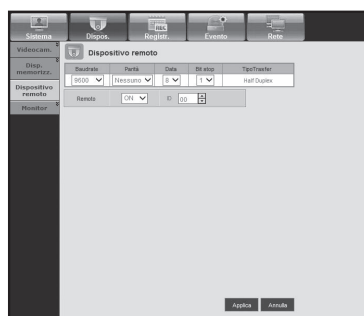 Sistema Dispos. Registr. Evento Rete
REC
Videocam.
Disp.
memorizz.
Dispositivo
remoto
Monitor
Dispositivo remoto
Baudrate Parità Data Bit stop TipoTrasfer
9600 Nessuno 8 1 Half Duplex
Remoto ON ID 00
Applica Annulla